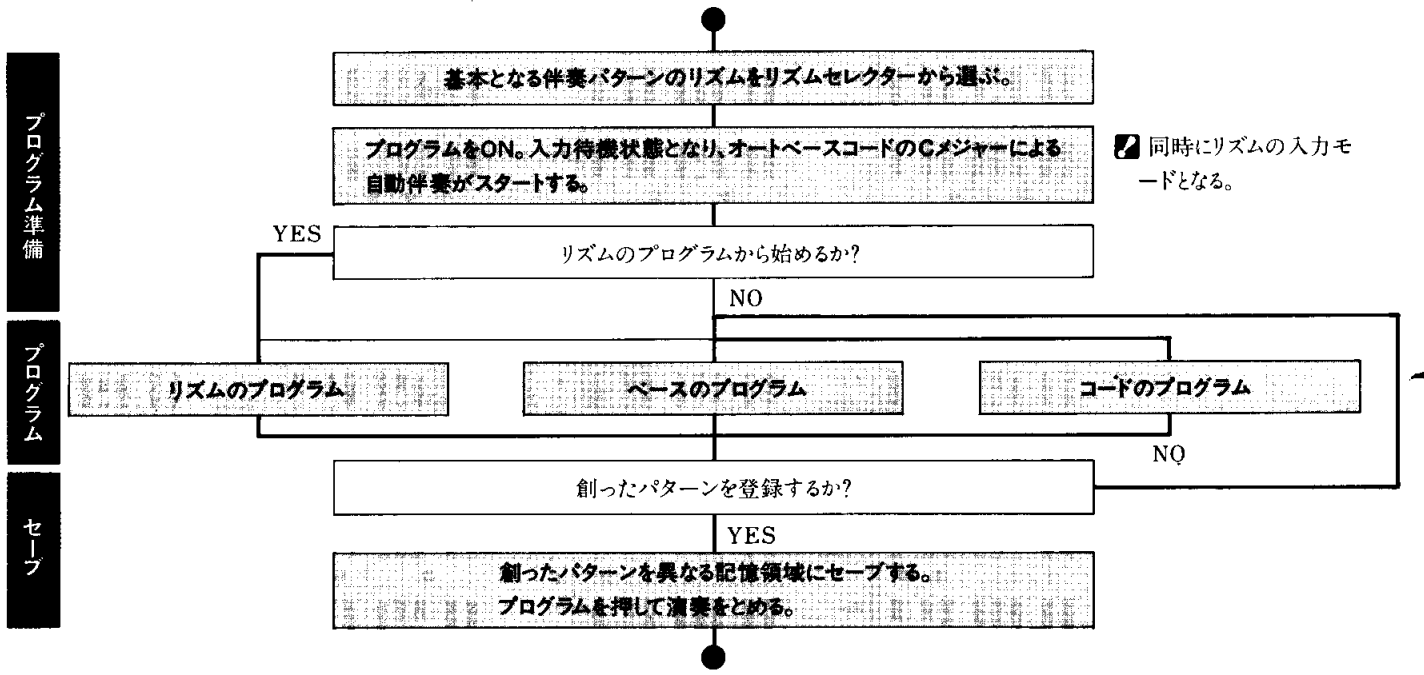 プログラム準備
基本となる伴奏パターンのリズムをリズムセレクターから選ぶ。
プログラムをON。入力待機状態となり、オートベースコードのCメジャーによる
自動伴奏がスタートする。
同時にリズムの入力モ
ードとなる。
YES
リズムのプログラムから始めるか?
NO
プログラム
リズムのプログラム
ベースのプログラム
コードのプログラム
NO
セーブ
創ったパターンを登録するか?
YES
創ったパターンを異なる記憶領域にセーブする。
プログラムを押して演奏をとめる。